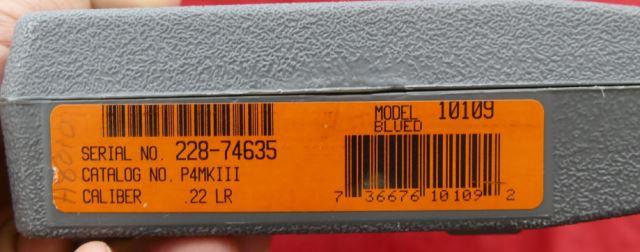 SERIAL NO. 228-74635
CATALOG NO. P4MKIII
CALIBER .22 LR
MODEL 10109
BLUED
7 36676 10109 2